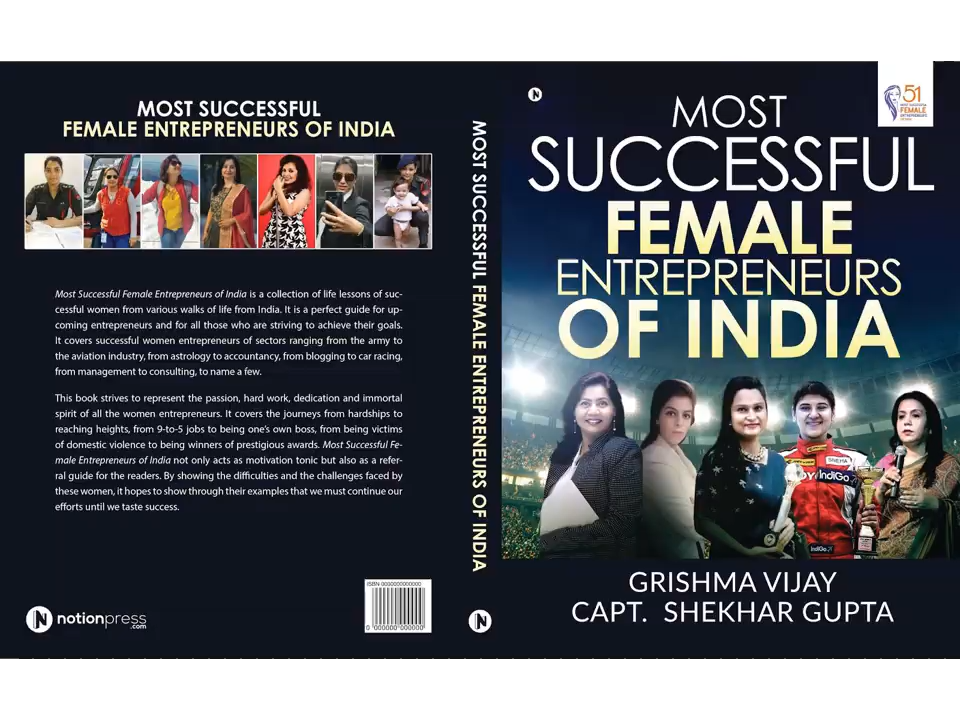 MOST SUCCESSFUL
FEMALE ENTREPRENEURS OF INDIA
Most Successful Female Entrepreneurs of India is a collection of life lessons of suc-
cessful women from various walks of life from India. It is a perfect guide for up-
coming entrepreneurs and for all those who are striving to achieve their goals.
It covers successful women entrepreneurs of sectors ranging from the army to
the aviation industry, from astrology to accountancy, from blogging to car racing,
from management to consulting, to name a few.
This book strives to represent the passion, hard work, dedication and immortal
spirit of all the women entrepreneurs. It covers the journeys from hardships to
reaching heights, from 9-to-5 jobs to being one's own boss, from being victims
of domestic violence to being winners of prestigious awards. Most Successful Fe-
male Entrepreneurs of India not only acts as motivation tonic but also as a refer-
ral guide for the readers. By showing the difficulties and the challenges faced by
these women, it hopes to show through their examples that we must continue our
efforts until we taste success.
N notionpress
.com
ISBN 0000000000000
0 000000 000000
MOST SUCCESSFUL FEMALE ENTREPRENEURS OF INDIA
N
N
51
MOST SUCCESSFUL
FEMALE
ENTREPRENEURS
MOST
SUCCESSFUL
FEMALE
ENTREPRENEURS
OF INDIA
SNEHA
IndiGo
IndiGo
GRISHMA VIJAY
CAPT. SHEKHAR GUPTA